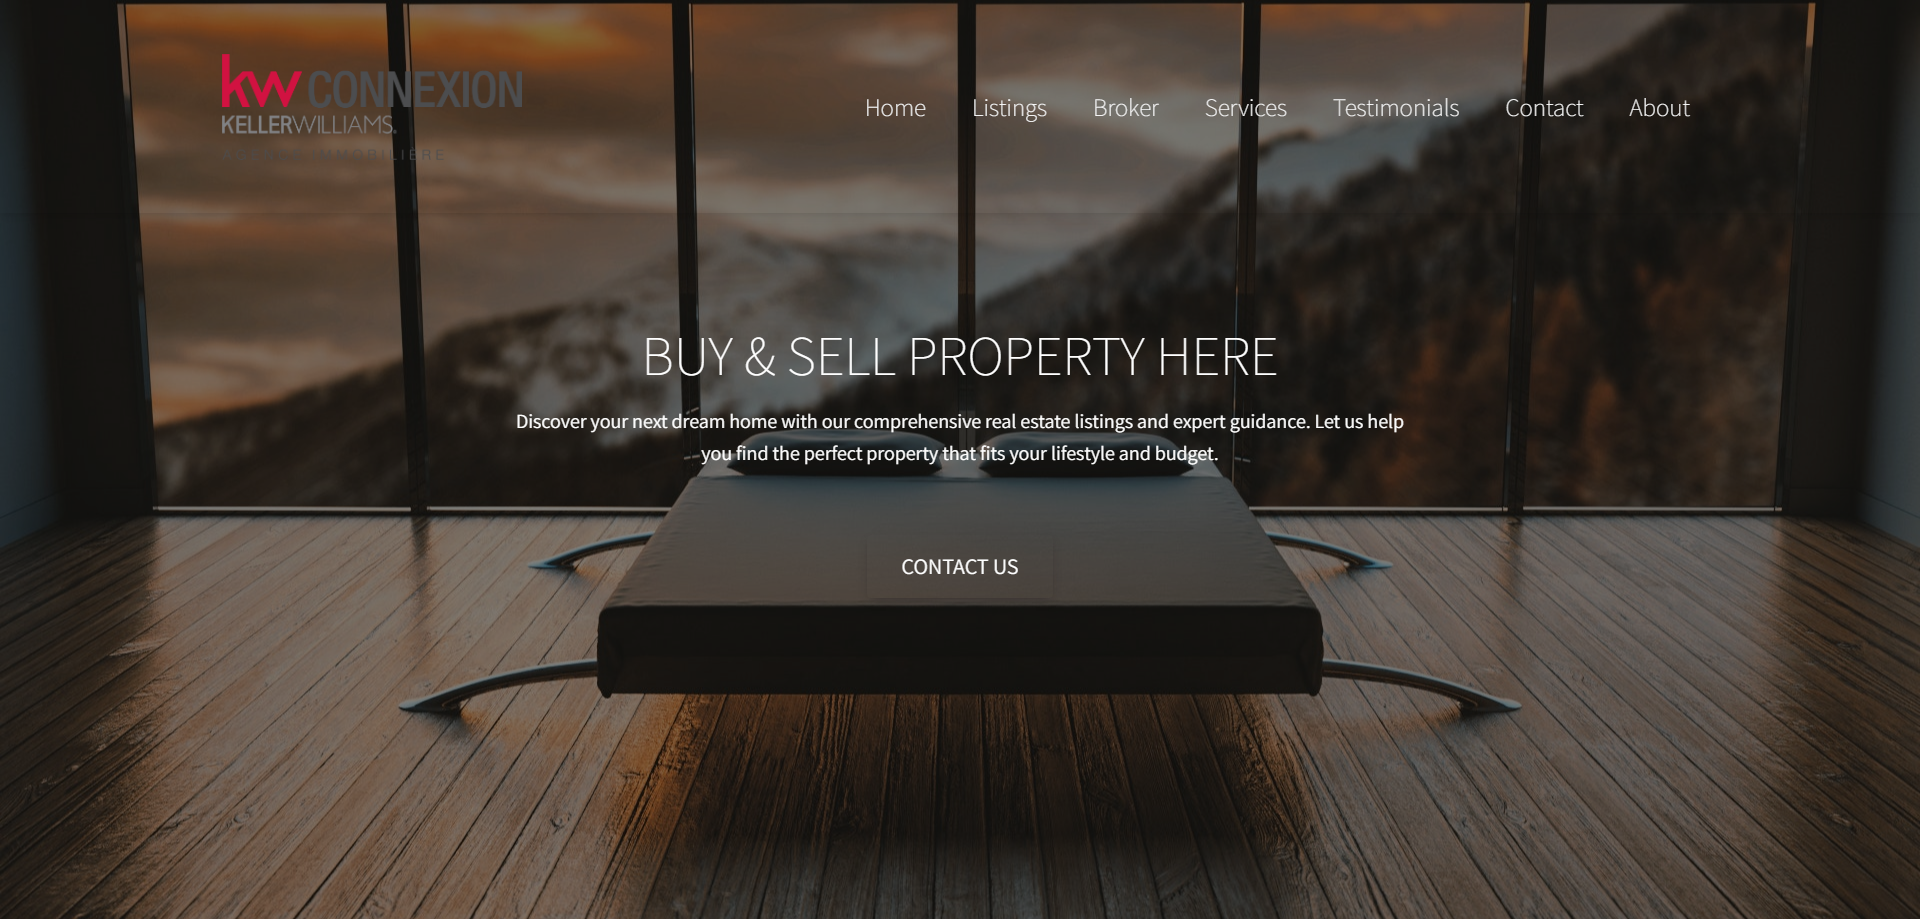 kw CONNEXION
KELLERWILLIAMS.
IMMOBILIÈRE
Home Listings Broker Services Testimonials Contact About
BUY & SELL PROPERTY HERE
Discover your next dream home with our comprehensive real estate listings and expert guidance. Let us help
you find the perfect property that fits your lifestyle and budget.
CONTACT US